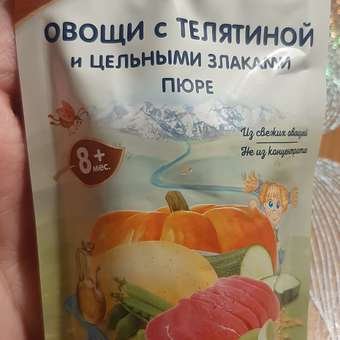 ОВОЩИ С ТЕЛЯТИНОЙ
И ЦЕЛЬНЫМИ ЗЛАКАМИ
ПЮРЕ
8+
мес.
Из свежих овощей
Не из концентрата